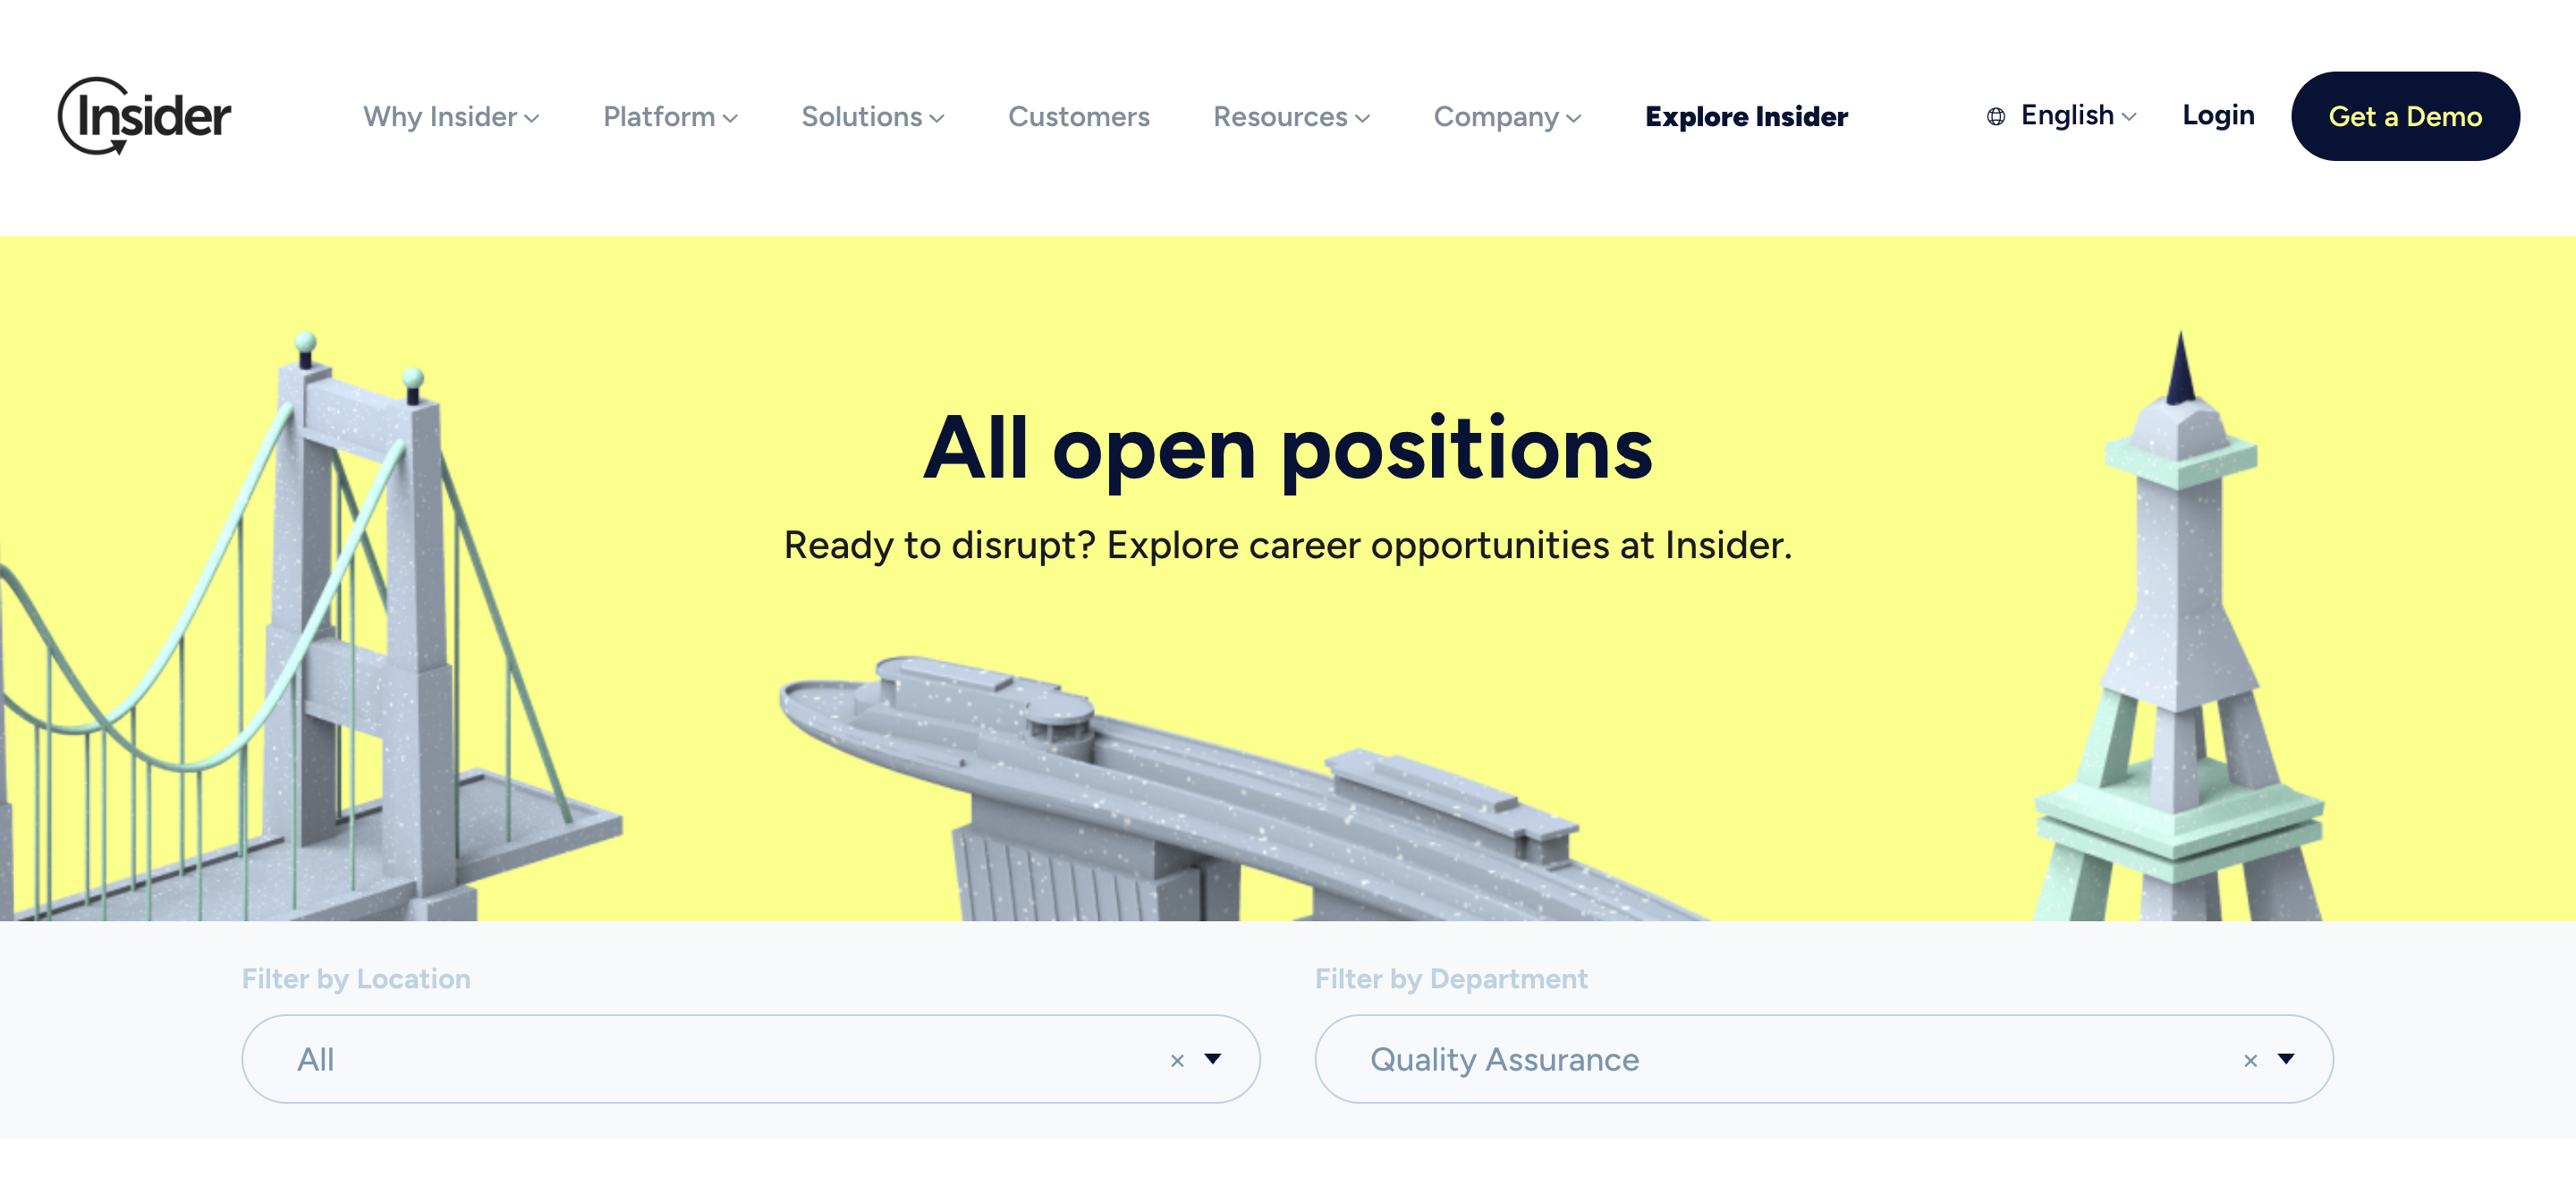 Insider
Why Insider Platform Solutions Customers Resources Company Explore Insider English Login Get a Demo
All open positions
Ready to disrupt? Explore career opportunities at Insider.
Filter by Location Filter by Department
All × Quality Assurance ×